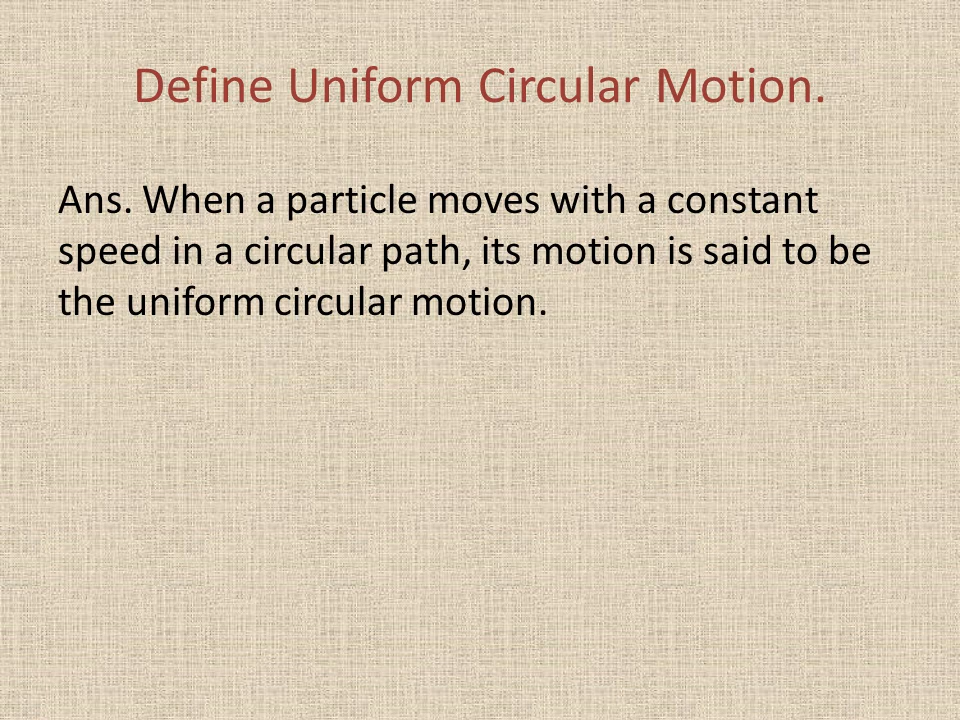 Define Uniform Circular Motion.
Ans. When a particle moves with a constant
speed in a circular path, its motion is said to be
the uniform circular motion.